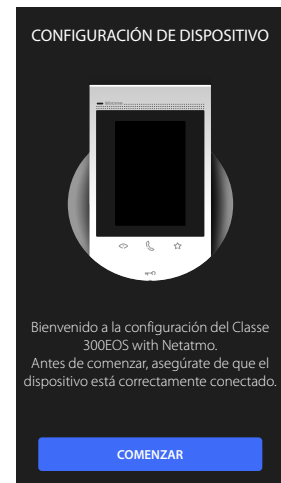 CONFIGURACIÓN DE DISPOSITIVO
Bienvenido a la configuración del Classe
300EOS with Netatmo.
Antes de comenzar, asegúrate de que el
dispositivo está correctamente conectado.
COMENZAR